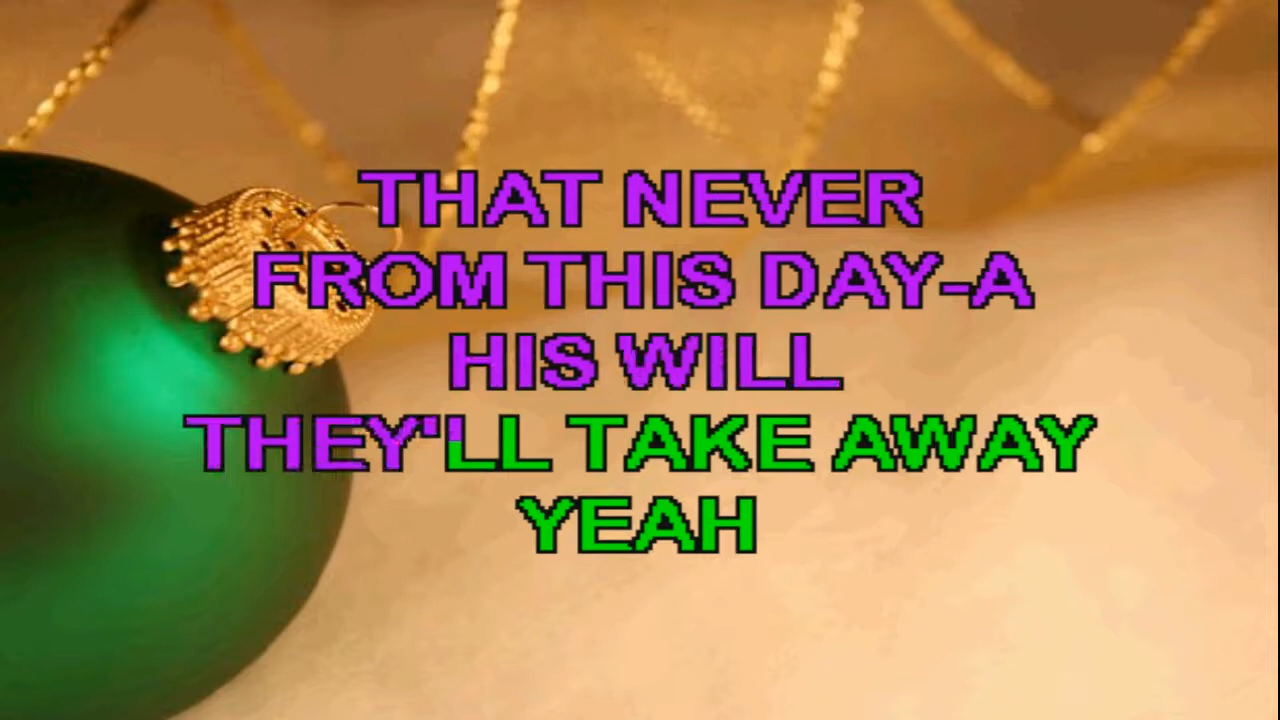 THAT NEVER
FROM THIS DAY-A
HIS WILL
THEY'LL TAKE AWAY
YEAH